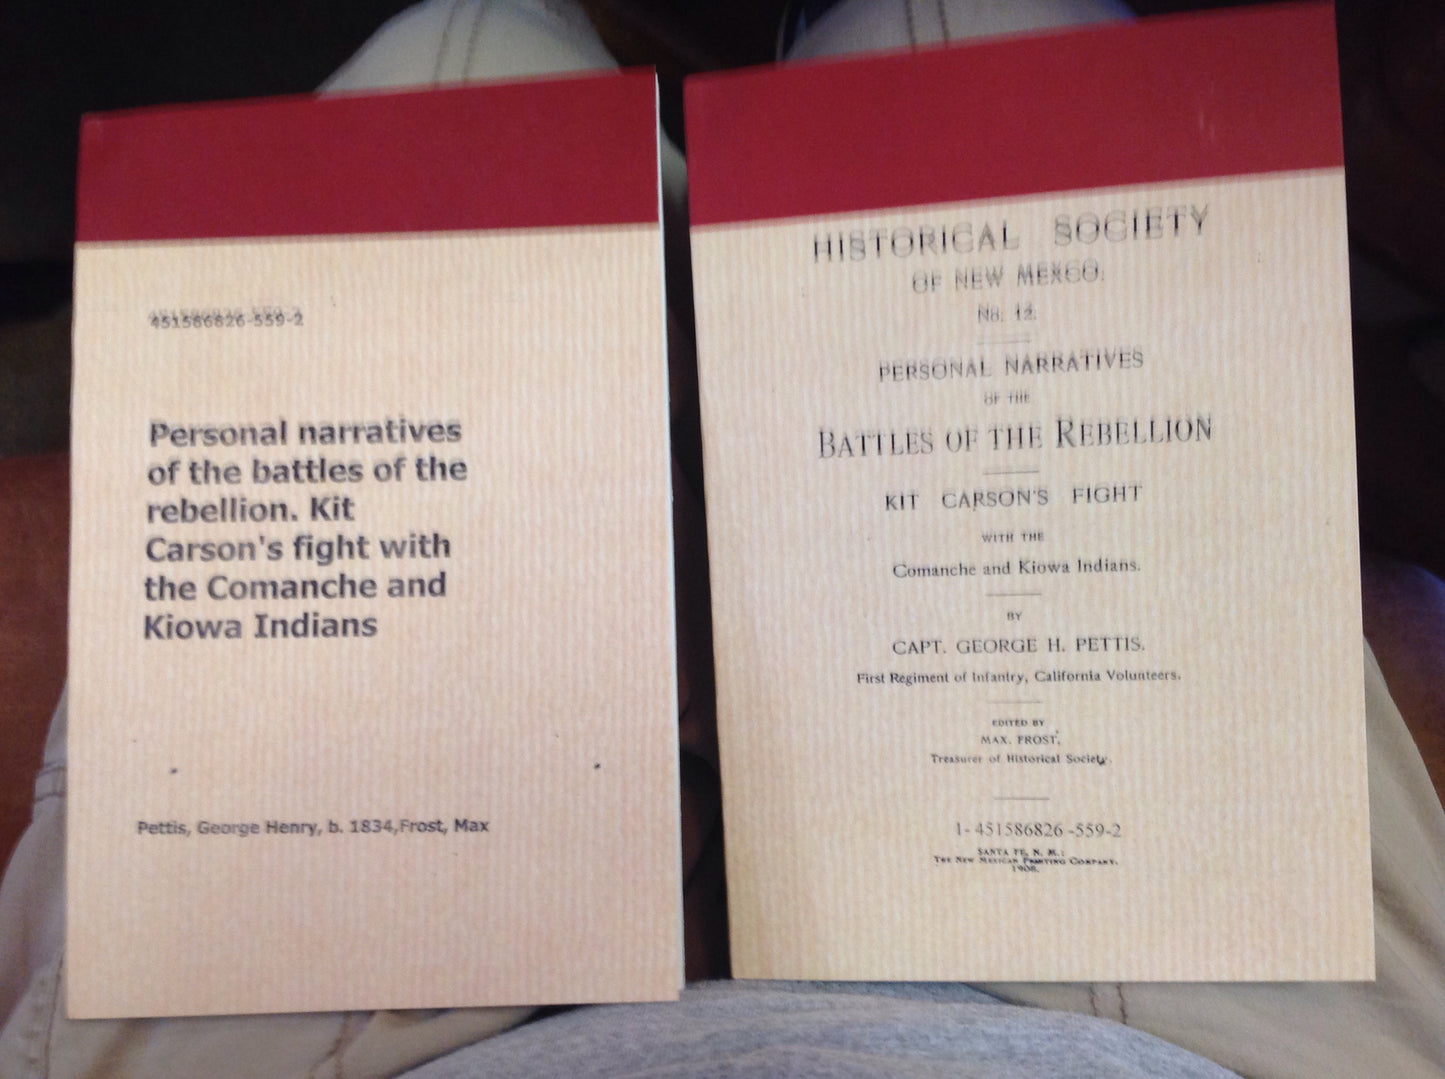 451586826-559-2
Personal narratives
of the battles of the
rebellion. Kit
Carson's fight with
the Comanche and
Kiowa Indians
Pettis, George Henry, b. 1834,Frost, Max
HISTORICAL SOCIETY
OF NEW MEXCO.
No. 12.
PERSONAL NARRATIVES
OF THE
BATTLES OF THE REBELLION
KIT CARSON'S FIGHT
WITH THE
Comanche and Kiowa Indians.
BY
CAPT. GEORGE H. PETTIS.
First Regiment of Infantry, California Volunteers.
EDITED BY
MAX. FROST,
Treasurer of Historical Society.
1- 451586826 -559-2
SANTA FE, N. M.:
THE NEW MEXICAN PRINTING COMPANY.
1908.